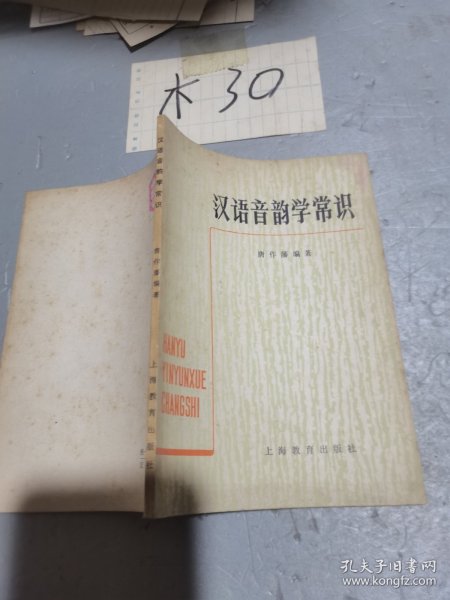 木30
汉语音韵学常识
唐作藩编著
HANYU
YINYUNXUE
CHANGSHI
上海教育出版社
汉语音韵学常识
唐作藩编著
上海教育出版社
孔夫子旧书网
www.kongfz.com